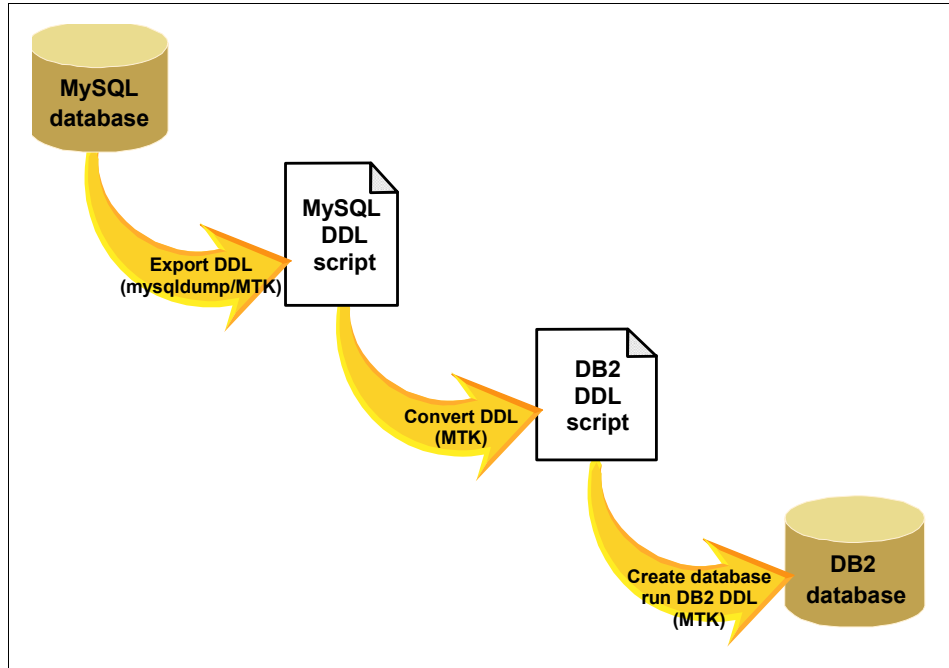 MySQL
database
MySQL
DDL
script
Export DDL
(mysqldump/MTK)
DB2
DDL
script
Convert DDL
(MTK)
DB2
database
Create database
run DB2 DDL
(MTK)